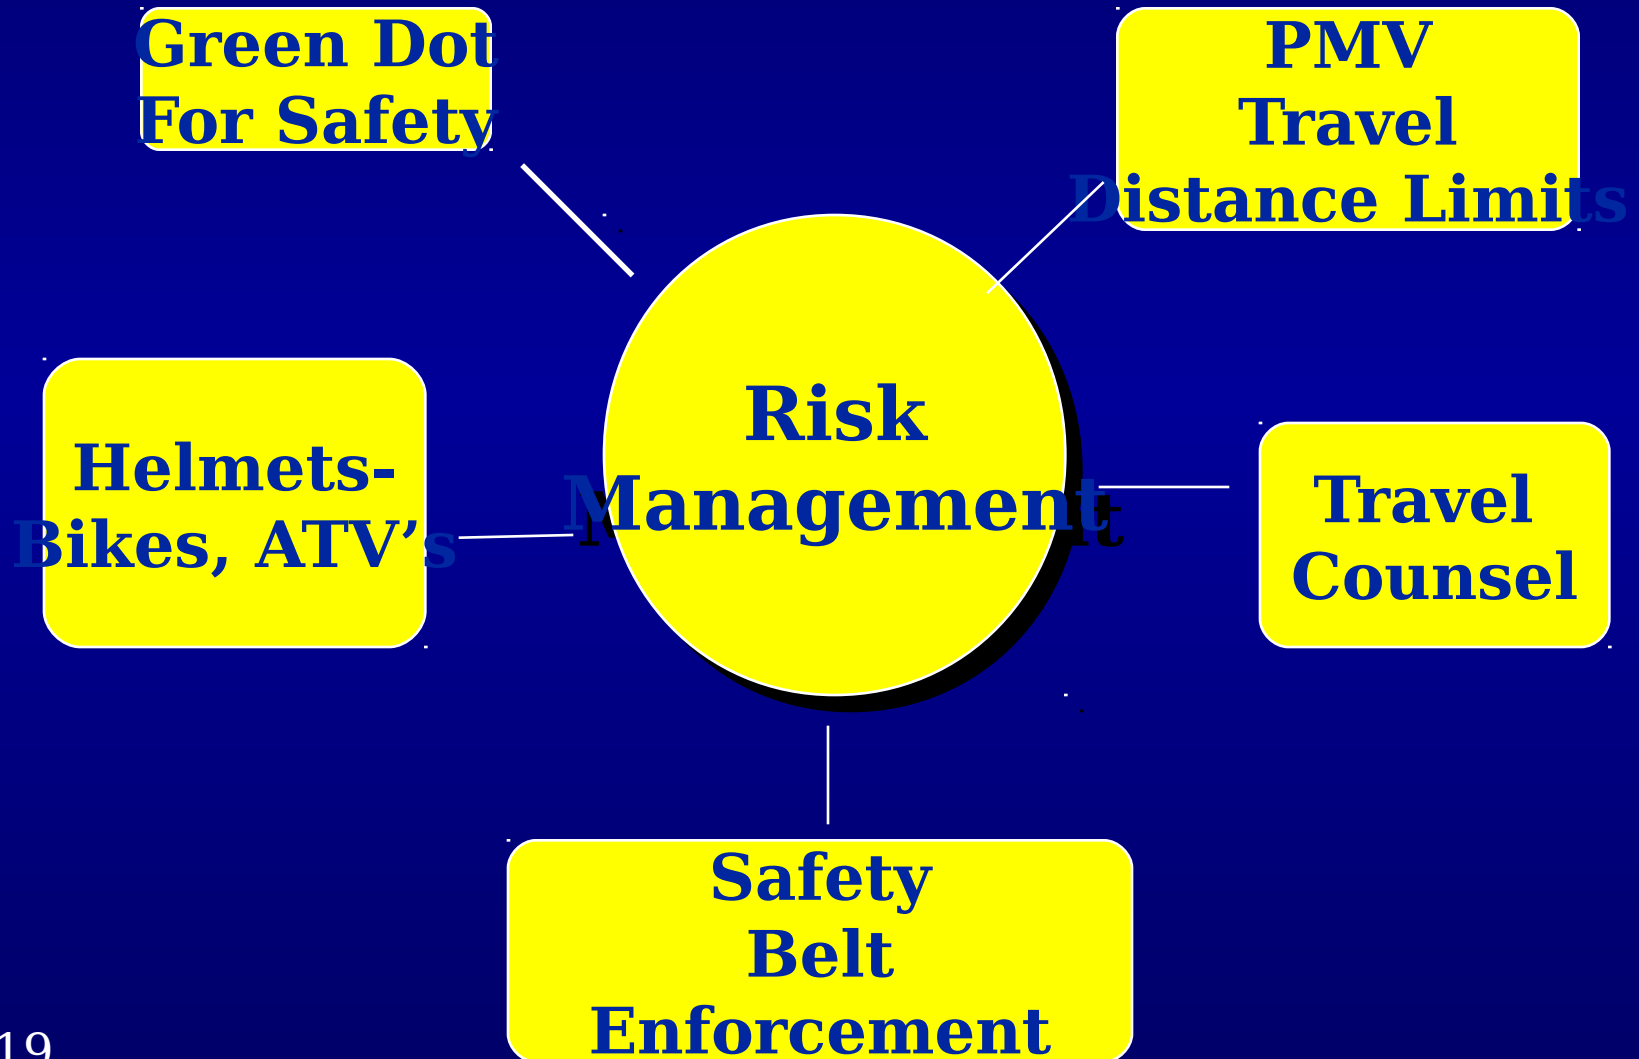 Green Dot
For Safety
PMV
Travel
Distance Limits
Risk
Management
Helmets-
Bikes, ATV’s
Travel
Counsel
Safety
Belt
Enforcement
19